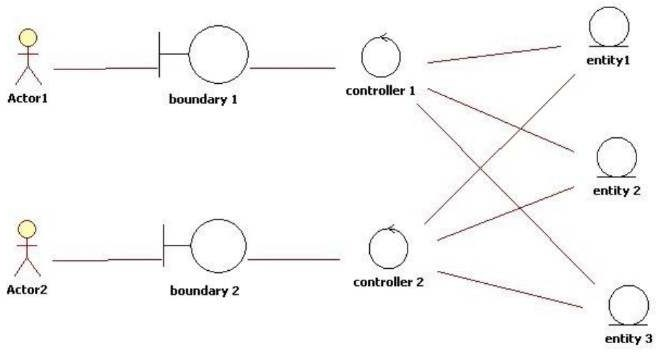 entity1
Actor1
boundary 1
controller 1
entity 2
Actor2
boundary 2
controller 2
entity 3